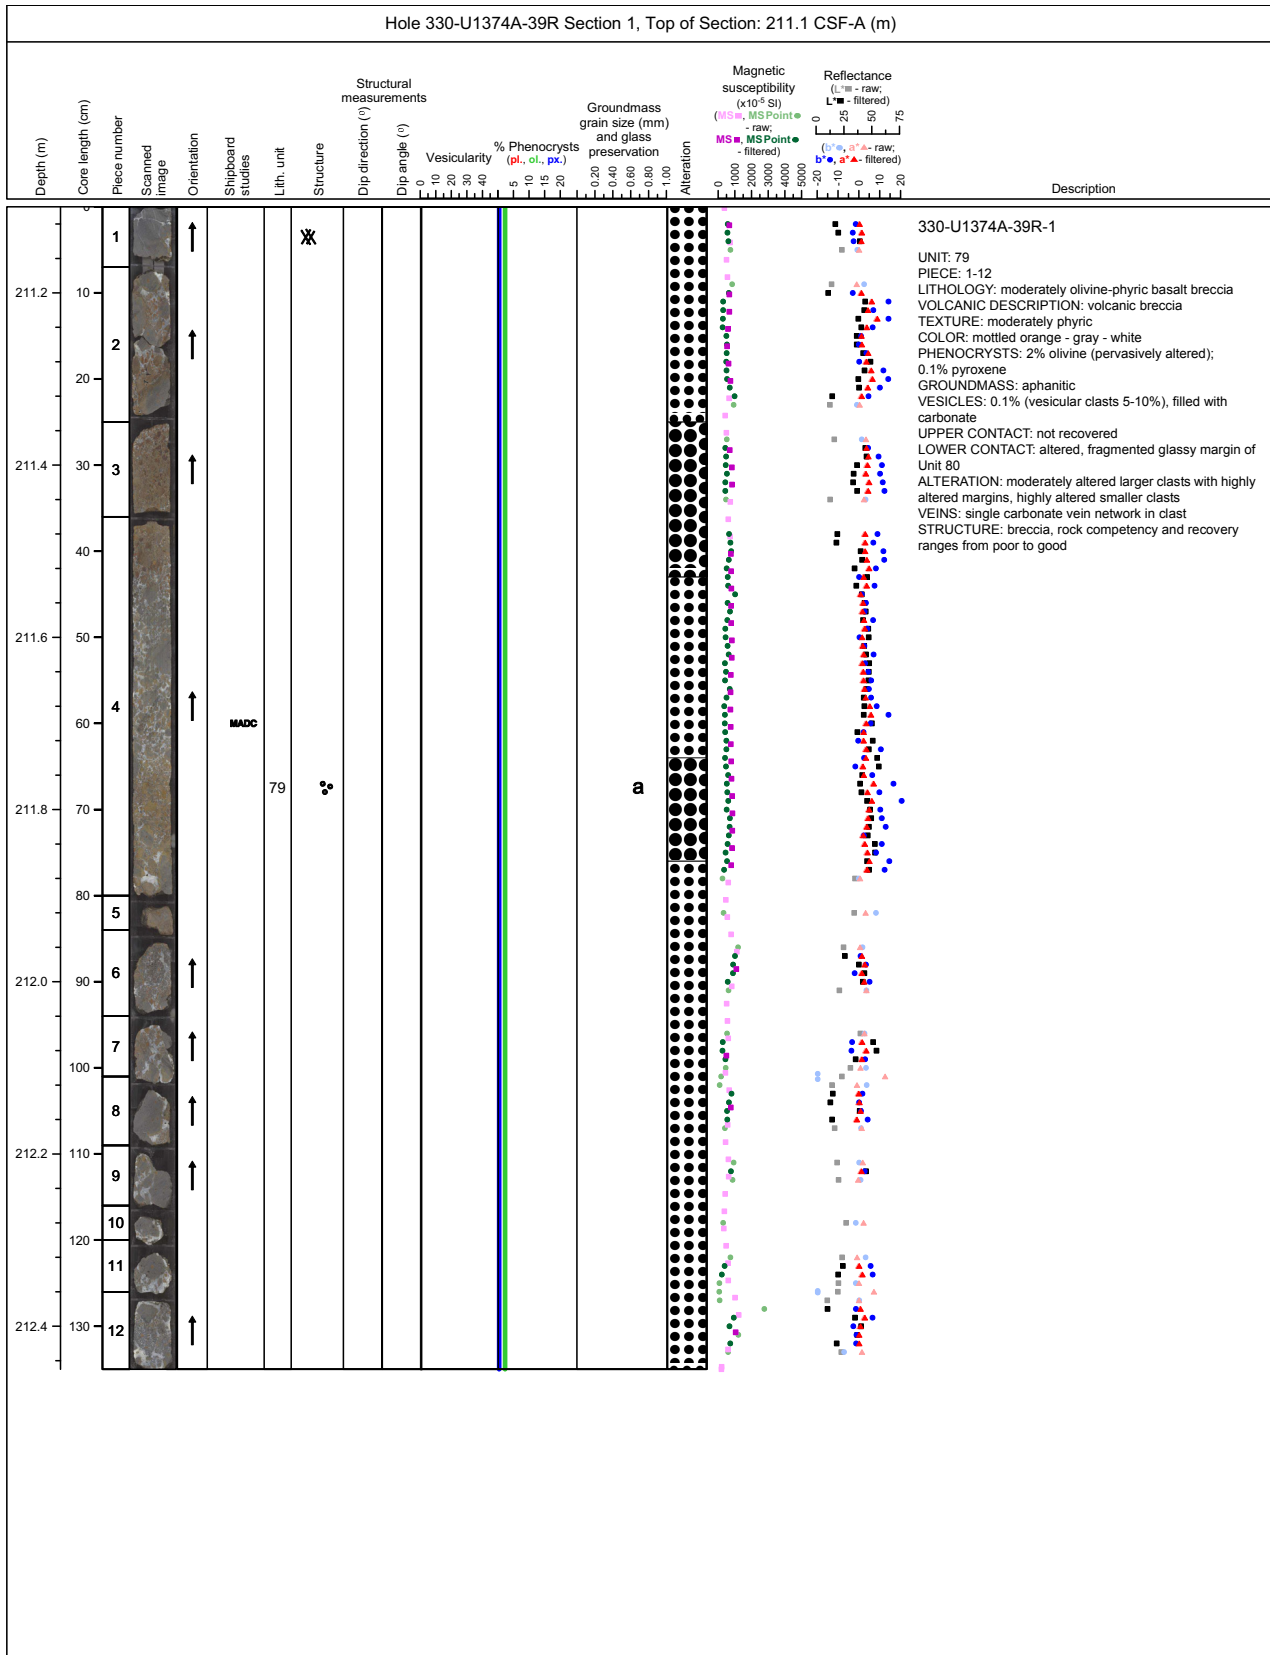 Hole 330-U1374A-39R Section 1, Top of Section: 211.1 CSF-A (m)
Depth (m)
Core length (cm)
Piece number
Scanned image
Orientation
Shipboard studies
Lith. unit
Structure
Structural measurements
Dip direction (º)
Dip angle (º)
Vesicularity
0 10 20 30 40
% Phenocrysts
(pl., ol., px.)
5 10 15 20
Groundmass
grain size (mm)
and glass
preservation
0.20 0.40 0.60 0.80 1.00
Alteration
Magnetic
susceptibility
(x10⁻⁵ SI)
(MS■, MSPoint●
- raw;
MS■, MSPoint●
- filtered)
0 1000 2000 3000 4000 5000
Reflectance
(L*■ - raw;
L*■ - filtered)
0 25 50 75
(b*●, a*▲- raw;
b*●, a*▲- filtered)
-20 -10 0 10 20
Description
0
211.2 10
20
211.4 30
40
211.6 50
60
211.8 70
80
212.0 90
100
212.2 110
120
212.4 130
1
2
3
4
5
6
7
8
9
10
11
12
MADC
79
a
330-U1374A-39R-1
UNIT: 79
PIECE: 1-12
LITHOLOGY: moderately olivine-phyric basalt breccia
VOLCANIC DESCRIPTION: volcanic breccia
TEXTURE: moderately phyric
COLOR: mottled orange - gray - white
PHENOCRYSTS: 2% olivine (pervasively altered);
0.1% pyroxene
GROUNDMASS: aphanitic
VESICLES: 0.1% (vesicular clasts 5-10%), filled with
carbonate
UPPER CONTACT: not recovered
LOWER CONTACT: altered, fragmented glassy margin of
Unit 80
ALTERATION: moderately altered larger clasts with highly
altered margins, highly altered smaller clasts
VEINS: single carbonate vein network in clast
STRUCTURE: breccia, rock competency and recovery
ranges from poor to good